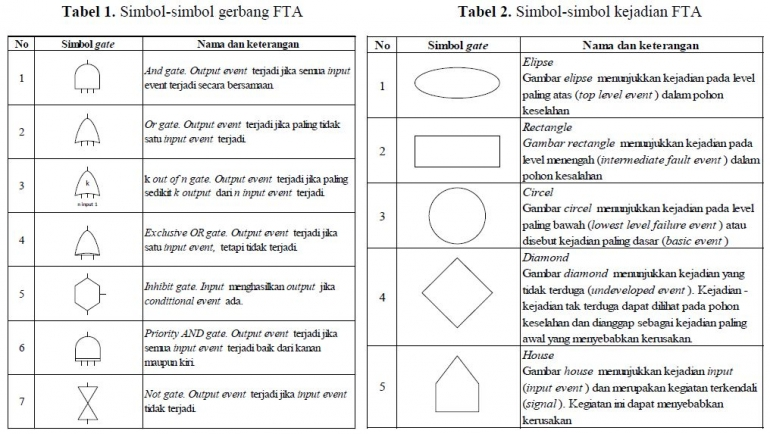 Tabel 1. Simbol-simbol gerbang FTA
No Simbol gate Nama dan keterangan
1
And gate. Output event terjadi jika semua input
event terjadi secara bersamaan.
2
Or gate. Output event terjadi jika paling tidak
satu input event terjadi.
3
k
n-input 1
k out of n gate. Output event terjadi jika paling
sedikit k output dari n input event terjadi.
4
Exclusive OR gate. Output event terjadi jika
satu input event, tetapi tidak terjadi.
5
Inhibit gate. Input menghasilkan output jika
conditional event ada.
6
Priority AND gate. Output event terjadi jika
semua input event terjadi baik dari kanan
maupun kiri.
7
Not gate. Output event terjadi jika input event
tidak terjadi.
Tabel 2. Simbol-simbol kejadian FTA
No Simbol gate Nama dan keterangan
1
Elipse
Gambar elipse menunjukkan kejadian pada level
paling atas (top level event) dalam pohon
keselahan
2
Rectangle
Gambar rectangle menunjukkan kejadian pada
level menengah (intermediate fault event) dalam
pohon kesalahan
3
Circel
Gambar circel menunjukkan kejadian pada level
paling bawah (lowest level failure event) atau
disebut kejadian paling dasar (basic event)
4
Diamond
Gambar diamond menunjukkan kejadian yang
tidak terduga (undeveloped event). Kejadian -
kejadian tak terduga dapat dilihat pada pohon
keselahan dan dianggap sebagai kejadian paling
awal yang menyebabkan kerusakan.
5
House
Gambar house menunjukkan kejadian input
(input event) dan merupakan kegiatan terkendali
(signal). Kegiatan ini dapat menyebabkan
kerusakan